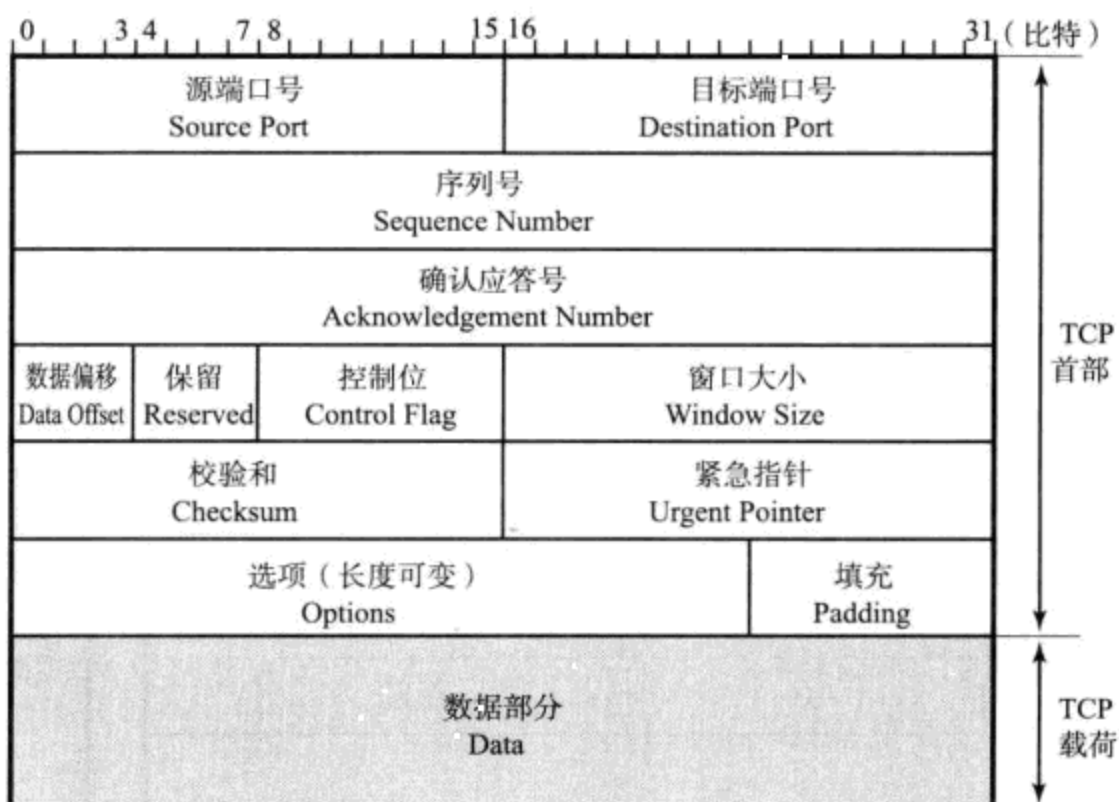 0 3 4 7 8 15 16 31 (比特)
源端口号
Source Port
目标端口号
Destination Port
序列号
Sequence Number
确认应答号
Acknowledgement Number
数据偏移
Data Offset
保留
Reserved
控制位
Control Flag
窗口大小
Window Size
校验和
Checksum
紧急指针
Urgent Pointer
选项(长度可变)
Options
填充
Padding
TCP
首部
数据部分
Data
TCP
载荷